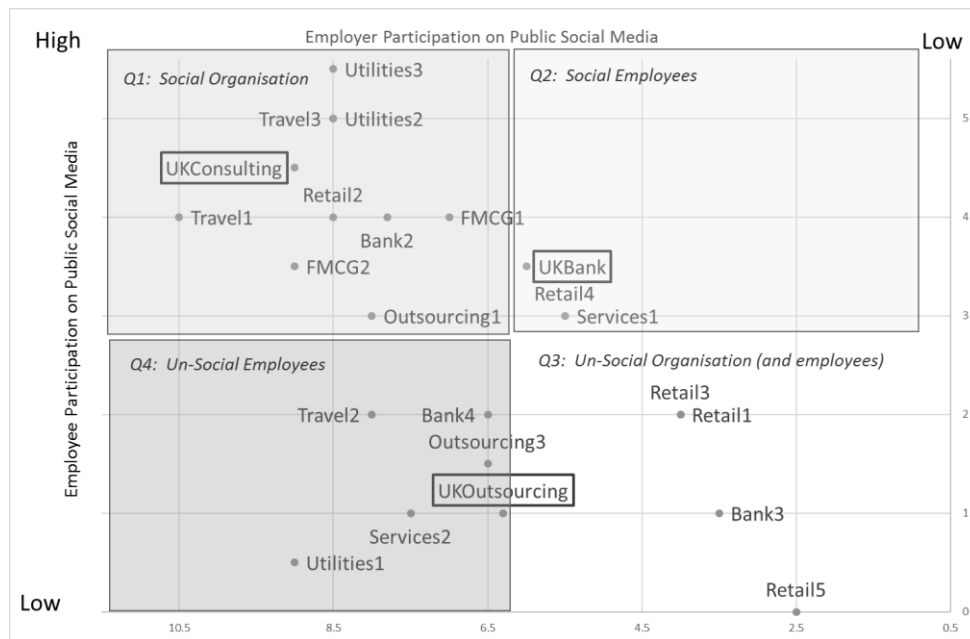 Employer Participation on Public Social Media
High
Low
Q1: Social Organisation
Q2: Social Employees
Utilities3
Travel3
Utilities2
UKConsulting
Retail2
Travel1
FMCG1
Bank2
FMCG2
UKBank
Retail4
Outsourcing1
Services1
Employee Participation on Public Social Media
Q4: Un-Social Employees
Q3: Un-Social Organisation (and employees)
Retail3
Travel2
Bank4
Retail1
Outsourcing3
UKOutsourcing
Bank3
Services2
Utilities1
Retail5
Low
5
4
3
2
1
0
10.5
8.5
6.5
4.5
2.5
0.5